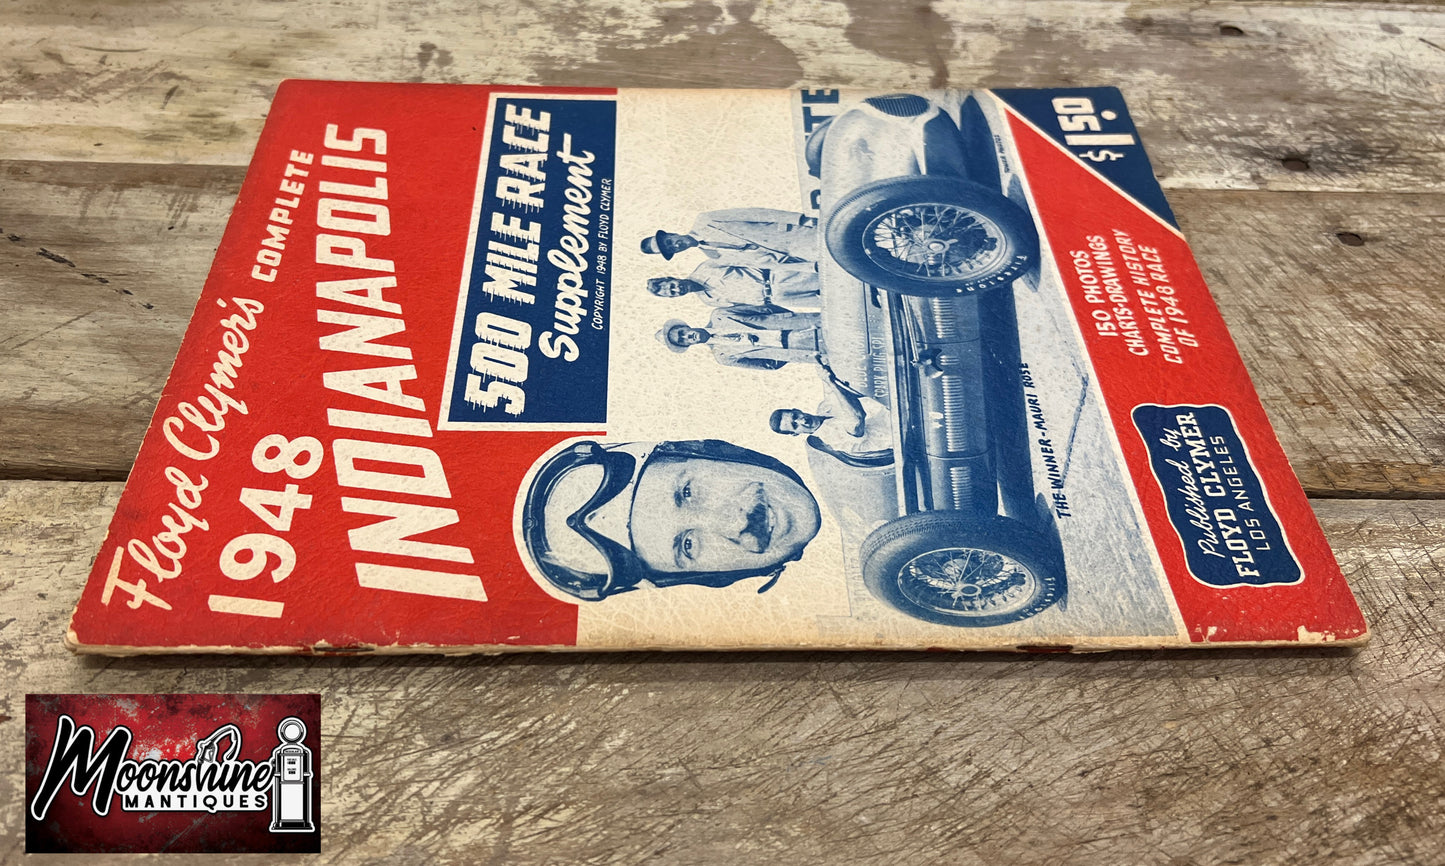 Floyd Clymer's COMPLETE
1948
INDIANAPOLIS
500 MILE RACE
Supplement
COPYRIGHT 1948 BY FLOYD CLYMER
THE WINNER - MAURI ROSE
$1.50
150 PHOTOS
CHARTS-DRAWINGS
COMPLETE HISTORY
OF 1948 RACE
Published by
FLOYD CLYMER
LOS ANGELES
Moonshine
MANTIQUES